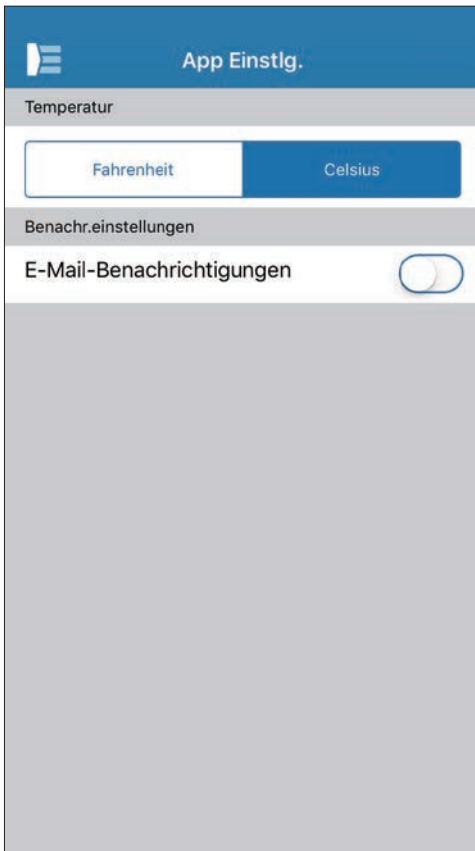 App Einstlg.
Temperatur
Fahrenheit Celsius
Benachr.einstellungen
E-Mail-Benachrichtigungen